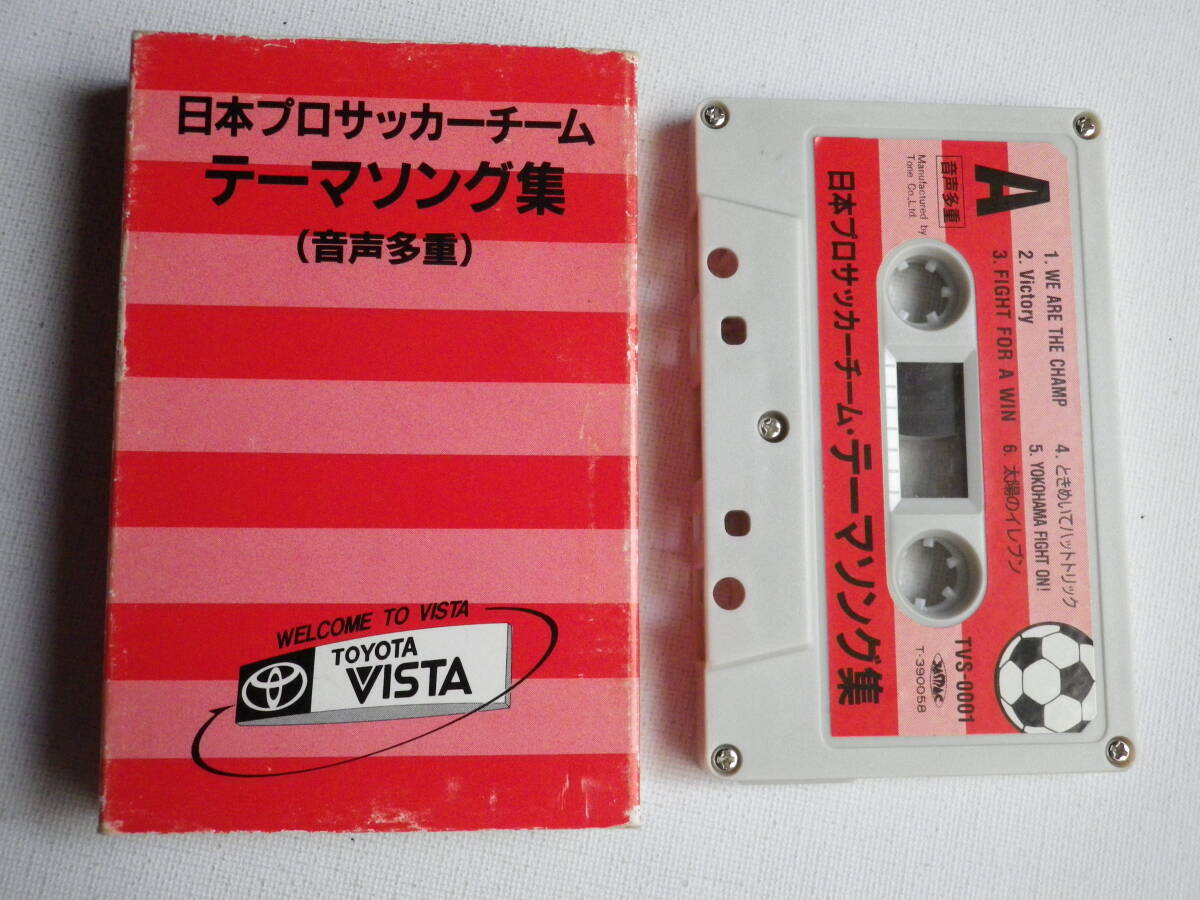 日本プロサッカーチーム
テーマソング集
(音声多重)
WELCOME TO VISTA
TOYOTA
VISTA
A
音声多重
Manufactured by
Tone Co.,Ltd.
1. WE ARE THE CHAMP
2. Victory
3. FIGHT FOR A WIN
4. ときめいてハットトリック
5. YOKOHAMA FIGHT ON!
6. 太陽のイレブン
日本プロサッカーチーム・テーマソング集
TVS-0001
JASRAC
T-390058